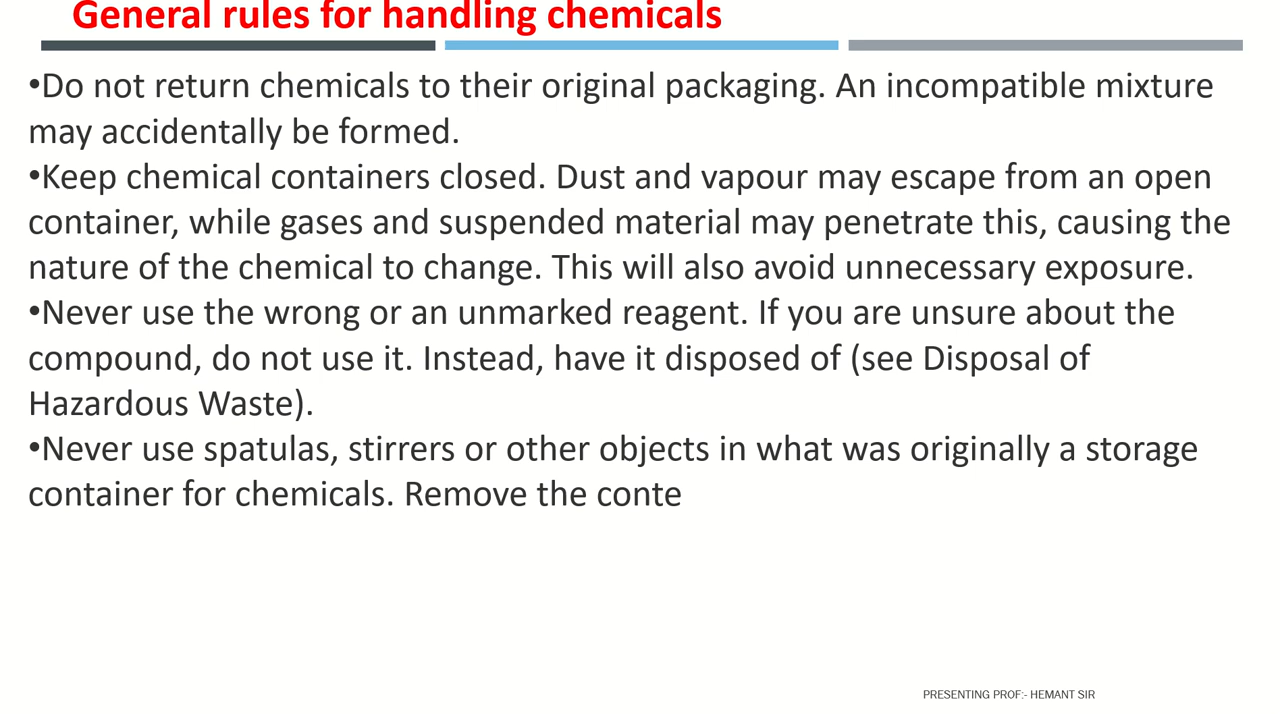 General rules for handling chemicals
•Do not return chemicals to their original packaging. An incompatible mixture
may accidentally be formed.
•Keep chemical containers closed. Dust and vapour may escape from an open
container, while gases and suspended material may penetrate this, causing the
nature of the chemical to change. This will also avoid unnecessary exposure.
•Never use the wrong or an unmarked reagent. If you are unsure about the
compound, do not use it. Instead, have it disposed of (see Disposal of
Hazardous Waste).
•Never use spatulas, stirrers or other objects in what was originally a storage
container for chemicals. Remove the conte
PRESENTING PROF:- HEMANT SIR